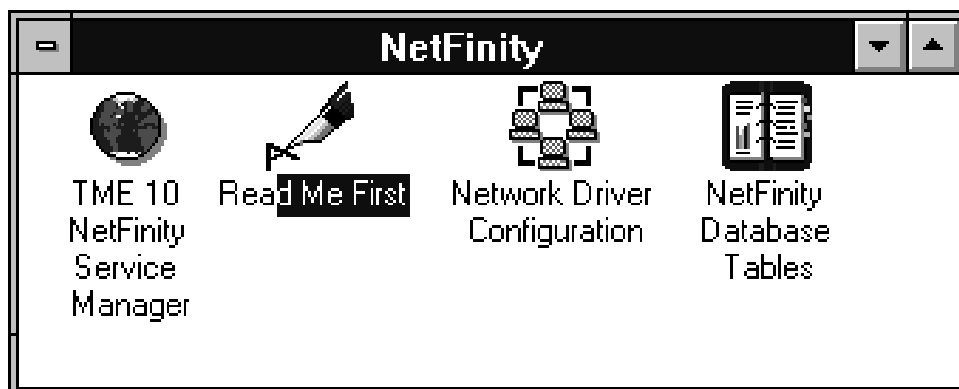 NetFinity
TME 10
NetFinity
Service
Manager
Read Me First
Network Driver
Configuration
NetFinity
Database
Tables